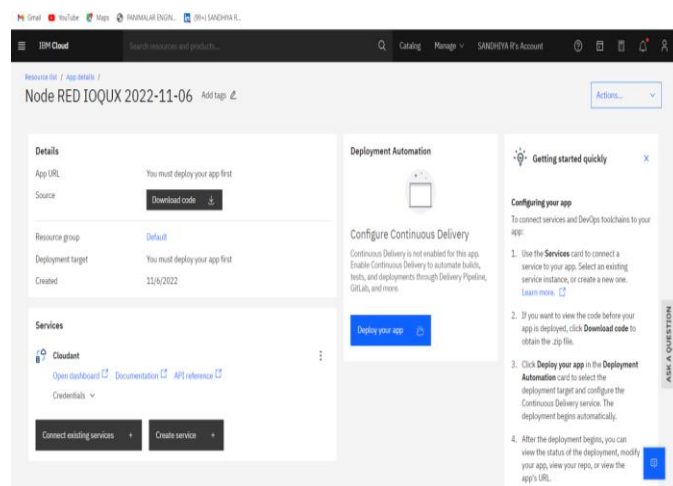 Gmail YouTube Maps PANIMALAR ENGIN... (99+) SANDHIYA R...
IBM Cloud Search resources and products... Catalog Manage SANDHIYA R's Account
Resource list / App details /
Node RED IOQUX 2022-11-06 Add tags
Actions...
Details
App URL You must deploy your app first
Source Download code
Resource group Default
Deployment target You must deploy your app first
Created 11/6/2022
Services
Cloudant
Open dashboard Documentation API reference
Credentials
Connect existing services + Create service +
Deployment Automation
Configure Continuous Delivery
Continuous Delivery is not enabled for this app.
Enable Continuous Delivery to automate builds,
tests, and deployments through Delivery Pipeline,
GitLab, and more.
Deploy your app
Getting started quickly
Configuring your app
To connect services and DevOps toolchains to your
app:
1. Use the Services card to connect a
service to your app. Select an existing
service instance, or create a new one.
Learn more.
2. If you want to view the code before your
app is deployed, click Download code to
obtain the .zip file.
3. Click Deploy your app in the Deployment
Automation card to select the
deployment target and configure the
Continuous Delivery service. The
deployment begins automatically.
4. After the deployment begins, you can
view the status of the deployment, modify
your app, view your repo, or view the
app's URL.
ASK A QUESTION